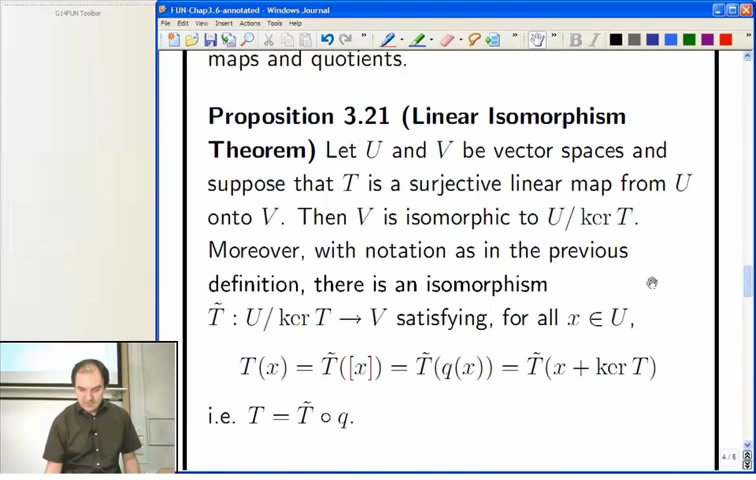 G14FUN Toolbar
FUN-Chap3.6-annotated - Windows Journal
File Edit View Insert Actions Tools Help
B I
maps and quotients.
Proposition 3.21 (Linear Isomorphism
Theorem) Let U and V be vector spaces and
suppose that T is a surjective linear map from U
onto V. Then V is isomorphic to U/ ker T.
Moreover, with notation as in the previous
definition, there is an isomorphism
T̃ : U/ ker T → V satisfying, for all x ∈ U,
T(x) = T̃([x]) = T̃(q(x)) = T̃(x + ker T)
i.e. T = T̃ ∘ q.
4 / 6